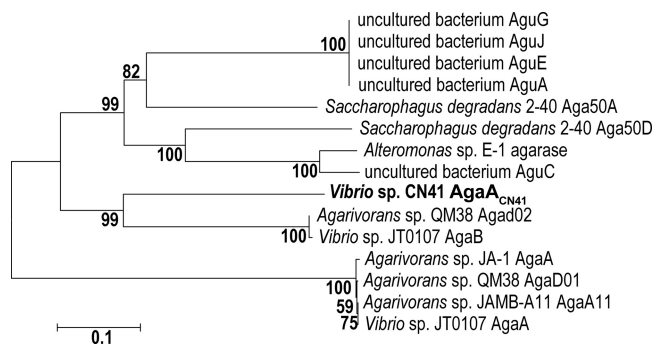 uncultured bacterium AguG
uncultured bacterium AguJ
100
uncultured bacterium AguE
82
uncultured bacterium AguA
99
Saccharophagus degradans 2-40 Aga50A
Saccharophagus degradans 2-40 Aga50D
100
Alteromonas sp. E-1 agarase
100
uncultured bacterium AguC
Vibrio sp. CN41 AgaACN41
99
Agarivorans sp. QM38 Agad02
100
Vibrio sp. JT0107 AgaB
Agarivorans sp. JA-1 AgaA
100
Agarivorans sp. QM38 AgaD01
59
Agarivorans sp. JAMB-A11 AgaA11
75
Vibrio sp. JT0107 AgaA
0.1